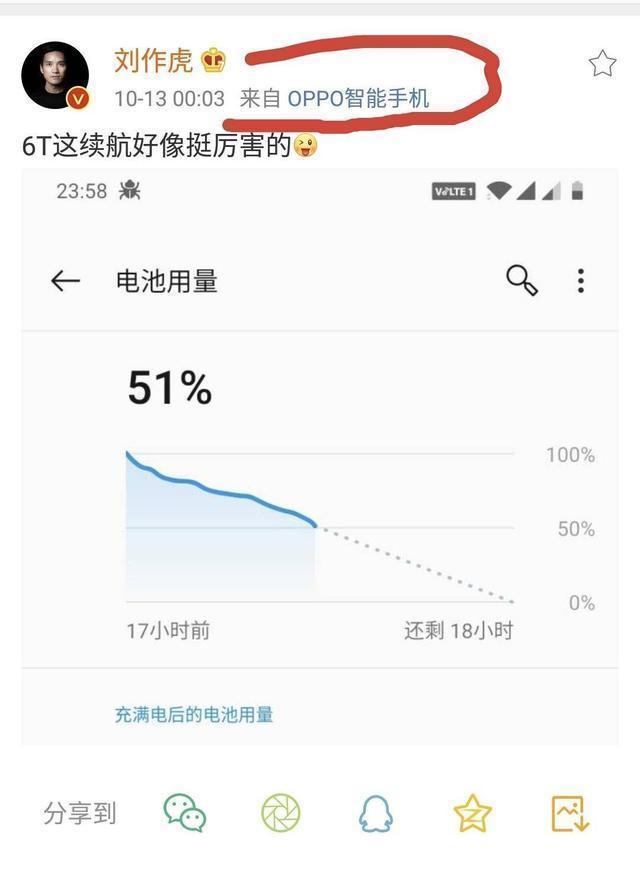 刘作虎
10-13 00:03 来自 OPPO智能手机
6T这续航好像挺厉害的
23:58 VoLTE 1
电池用量
51%
100%
50%
0%
17小时前 还剩 18小时
充满电后的电池用量
分享到